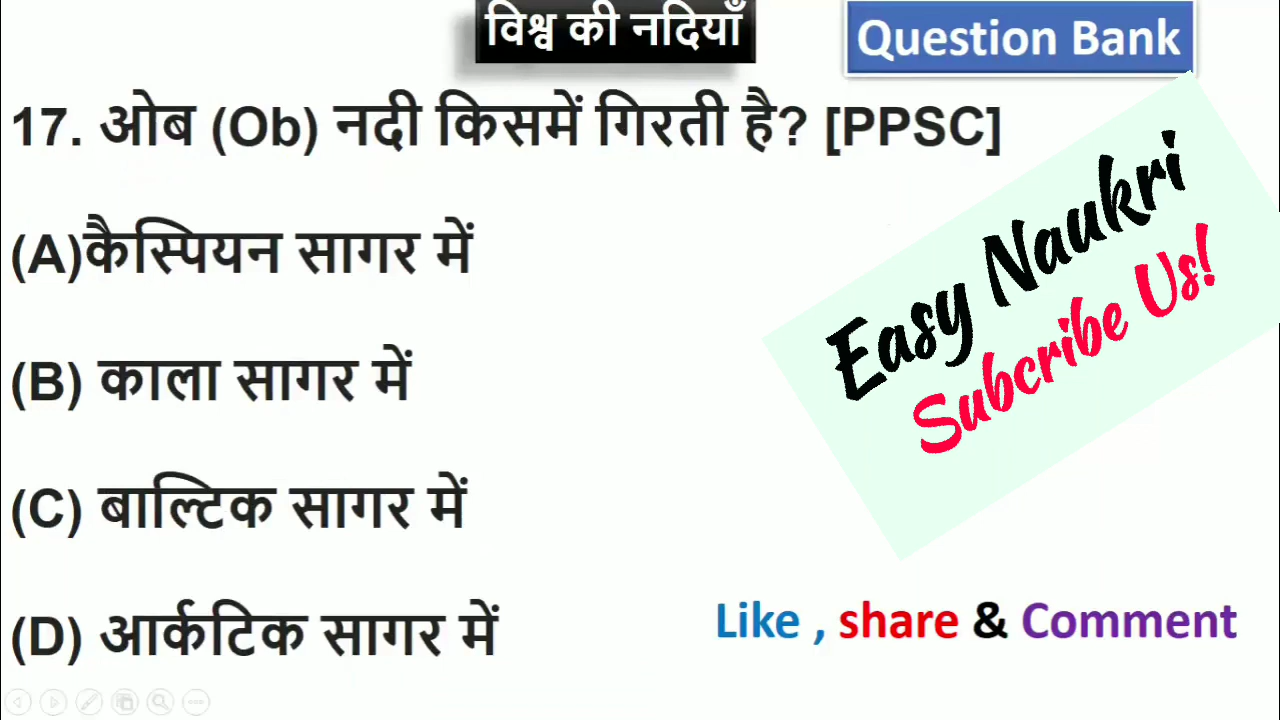 विश्व की नदियाँ
Question Bank
17. ओब (Ob) नदी किसमें गिरती है? [PPSC]
(A)कैस्पियन सागर में
(B) काला सागर में
(C) बाल्टिक सागर में
(D) आर्कटिक सागर में
Easy Naukri
Subcribe Us!
Like , share & Comment